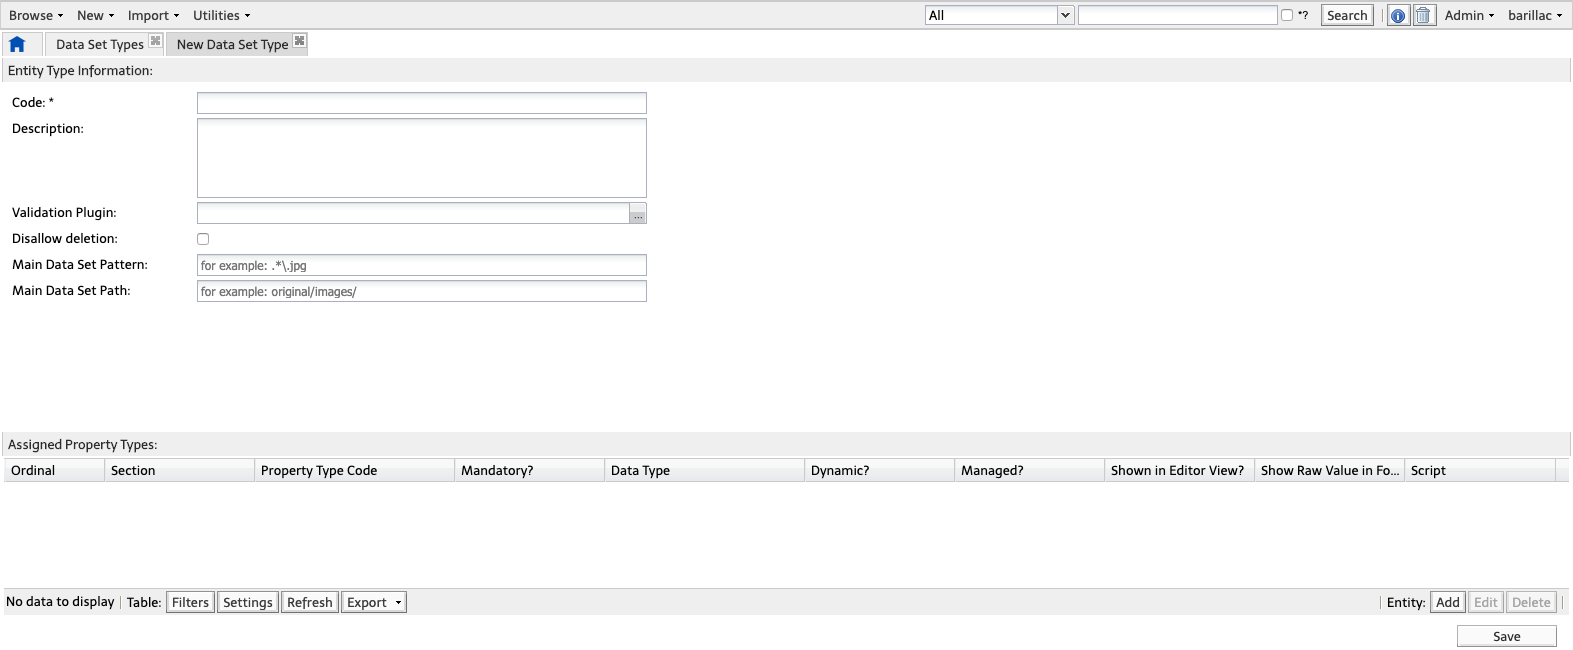 Browse New Import Utilities All *? Search Admin barillac
Data Set Types New Data Set Type
Entity Type Information:
Code: *
Description:
Validation Plugin: ...
Disallow deletion:
Main Data Set Pattern: for example: .*\.jpg
Main Data Set Path: for example: original/images/
Assigned Property Types:
Ordinal Section Property Type Code Mandatory? Data Type Dynamic? Managed? Shown in Editor View? Show Raw Value in Fo... Script
No data to display Table: Filters Settings Refresh Export Entity: Add Edit Delete
Save